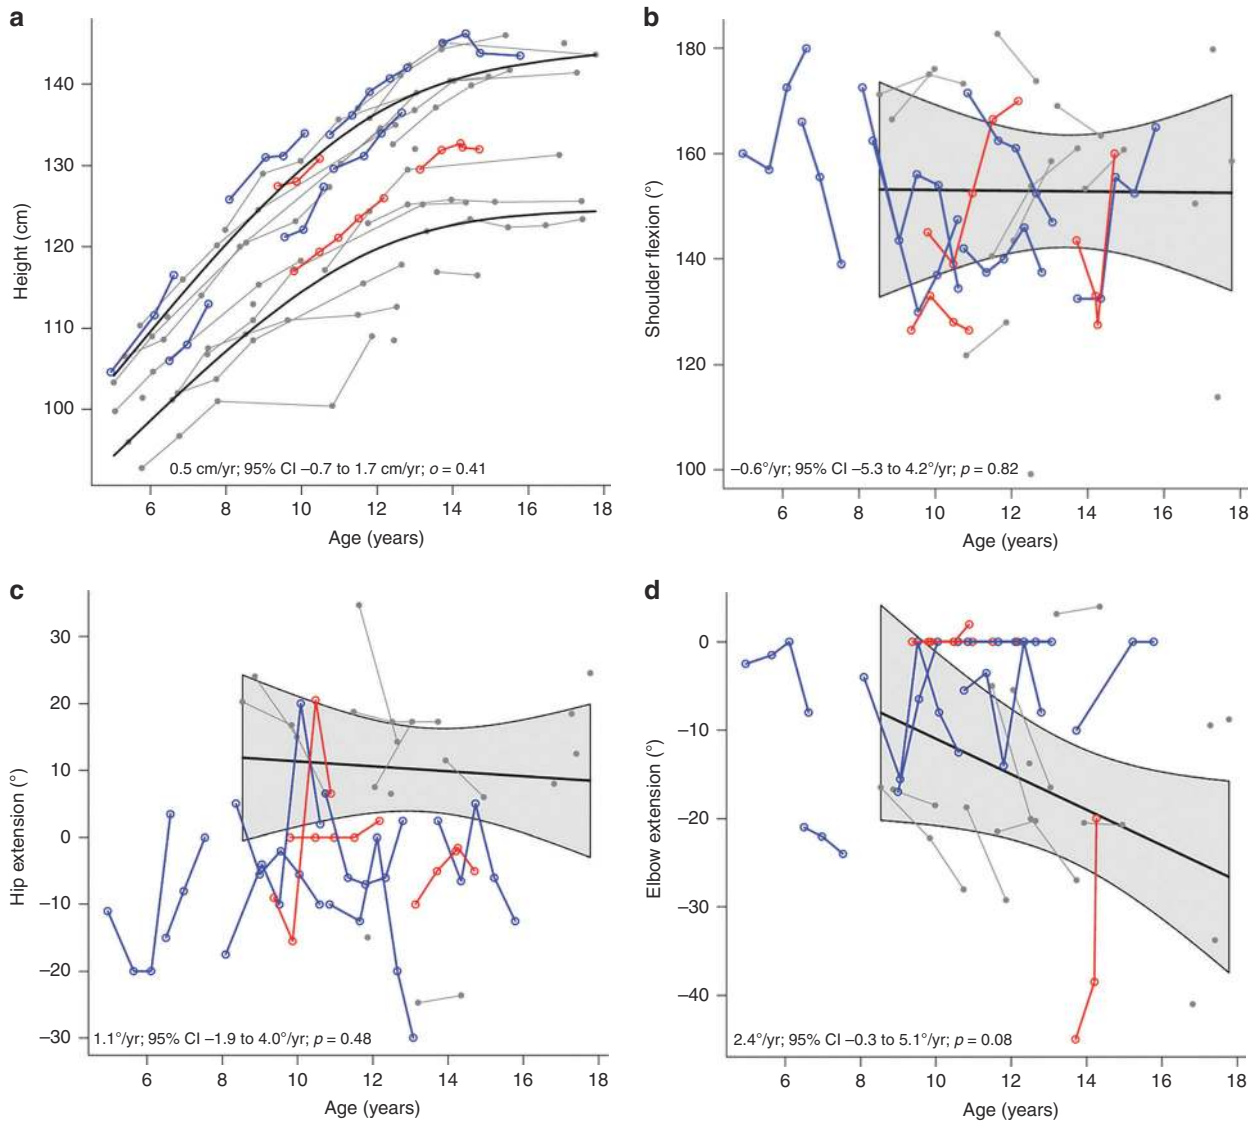 a
Height (cm)
140
130
120
110
100
0.5 cm/yr; 95% CI –0.7 to 1.7 cm/yr; o = 0.41
6 8 10 12 14 16 18
Age (years)
b
Shoulder flexion (°)
180
160
140
120
100
–0.6°/yr; 95% CI –5.3 to 4.2°/yr; p = 0.82
6 8 10 12 14 16 18
Age (years)
c
Hip extension (°)
30
20
10
0
–10
–20
–30
1.1°/yr; 95% CI –1.9 to 4.0°/yr; p = 0.48
6 8 10 12 14 16 18
Age (years)
d
Elbow extension (°)
0
–10
–20
–30
–40
2.4°/yr; 95% CI –0.3 to 5.1°/yr; p = 0.08
6 8 10 12 14 16 18
Age (years)